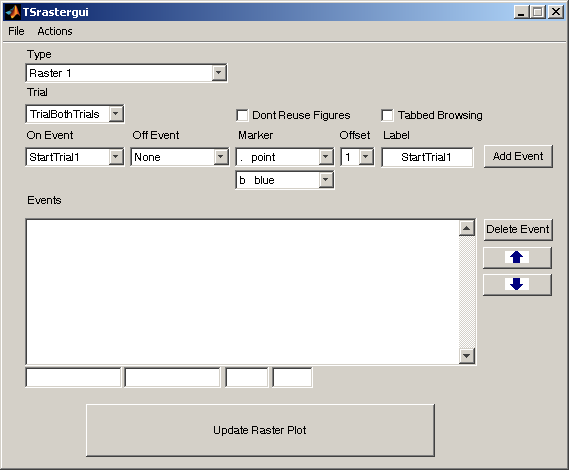 TSrastergui
File Actions
Type
Raster 1
Trial
TrialBothTrials Dont Reuse Figures Tabbed Browsing
On Event Off Event Marker Offset Label
StartTrial1 None . point 1 StartTrial1 Add Event
b blue
Events
Delete Event
Update Raster Plot